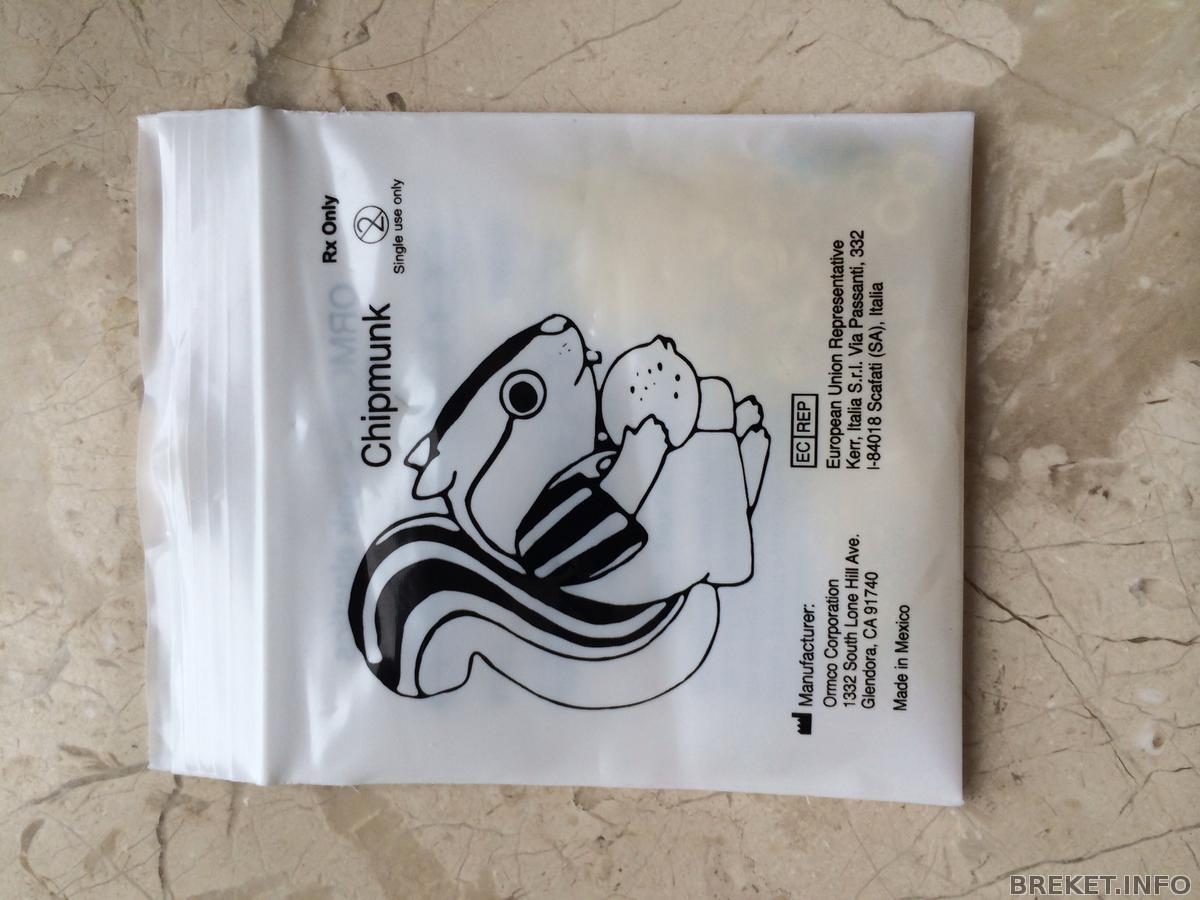 Rx Only
2
Single use only
Chipmunk
EC REP
European Union Representative
Kerr, Italia S.r.l. Via Passanti, 332
I-84018 Scafati (SA), Italia
Manufacturer:
Ormco Corporation
1332 South Lone Hill Ave.
Glendora, CA 91740
Made in Mexico
BREKET.INFO